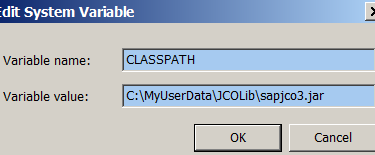 Edit System Variable
Variable name: CLASSPATH
Variable value: C:\MyUserData\JCOLib\sapjco3.jar
OK Cancel